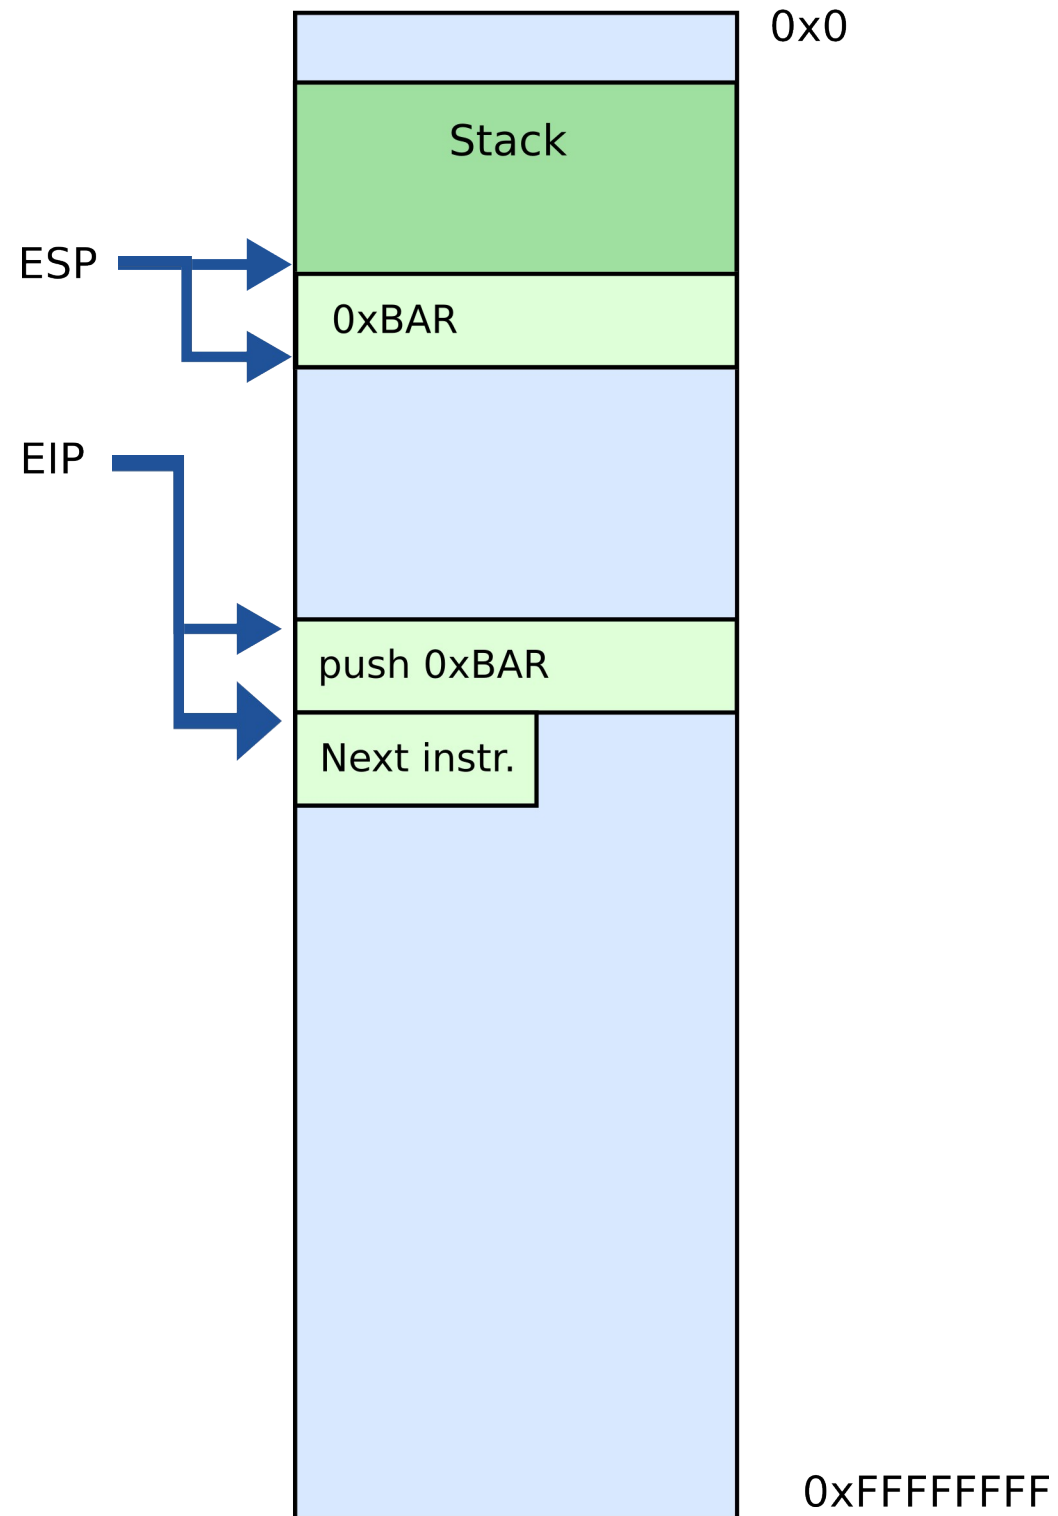 0x0
Stack
ESP
0xBAR
EIP
push 0xBAR
Next instr.
0xFFFFFFFF